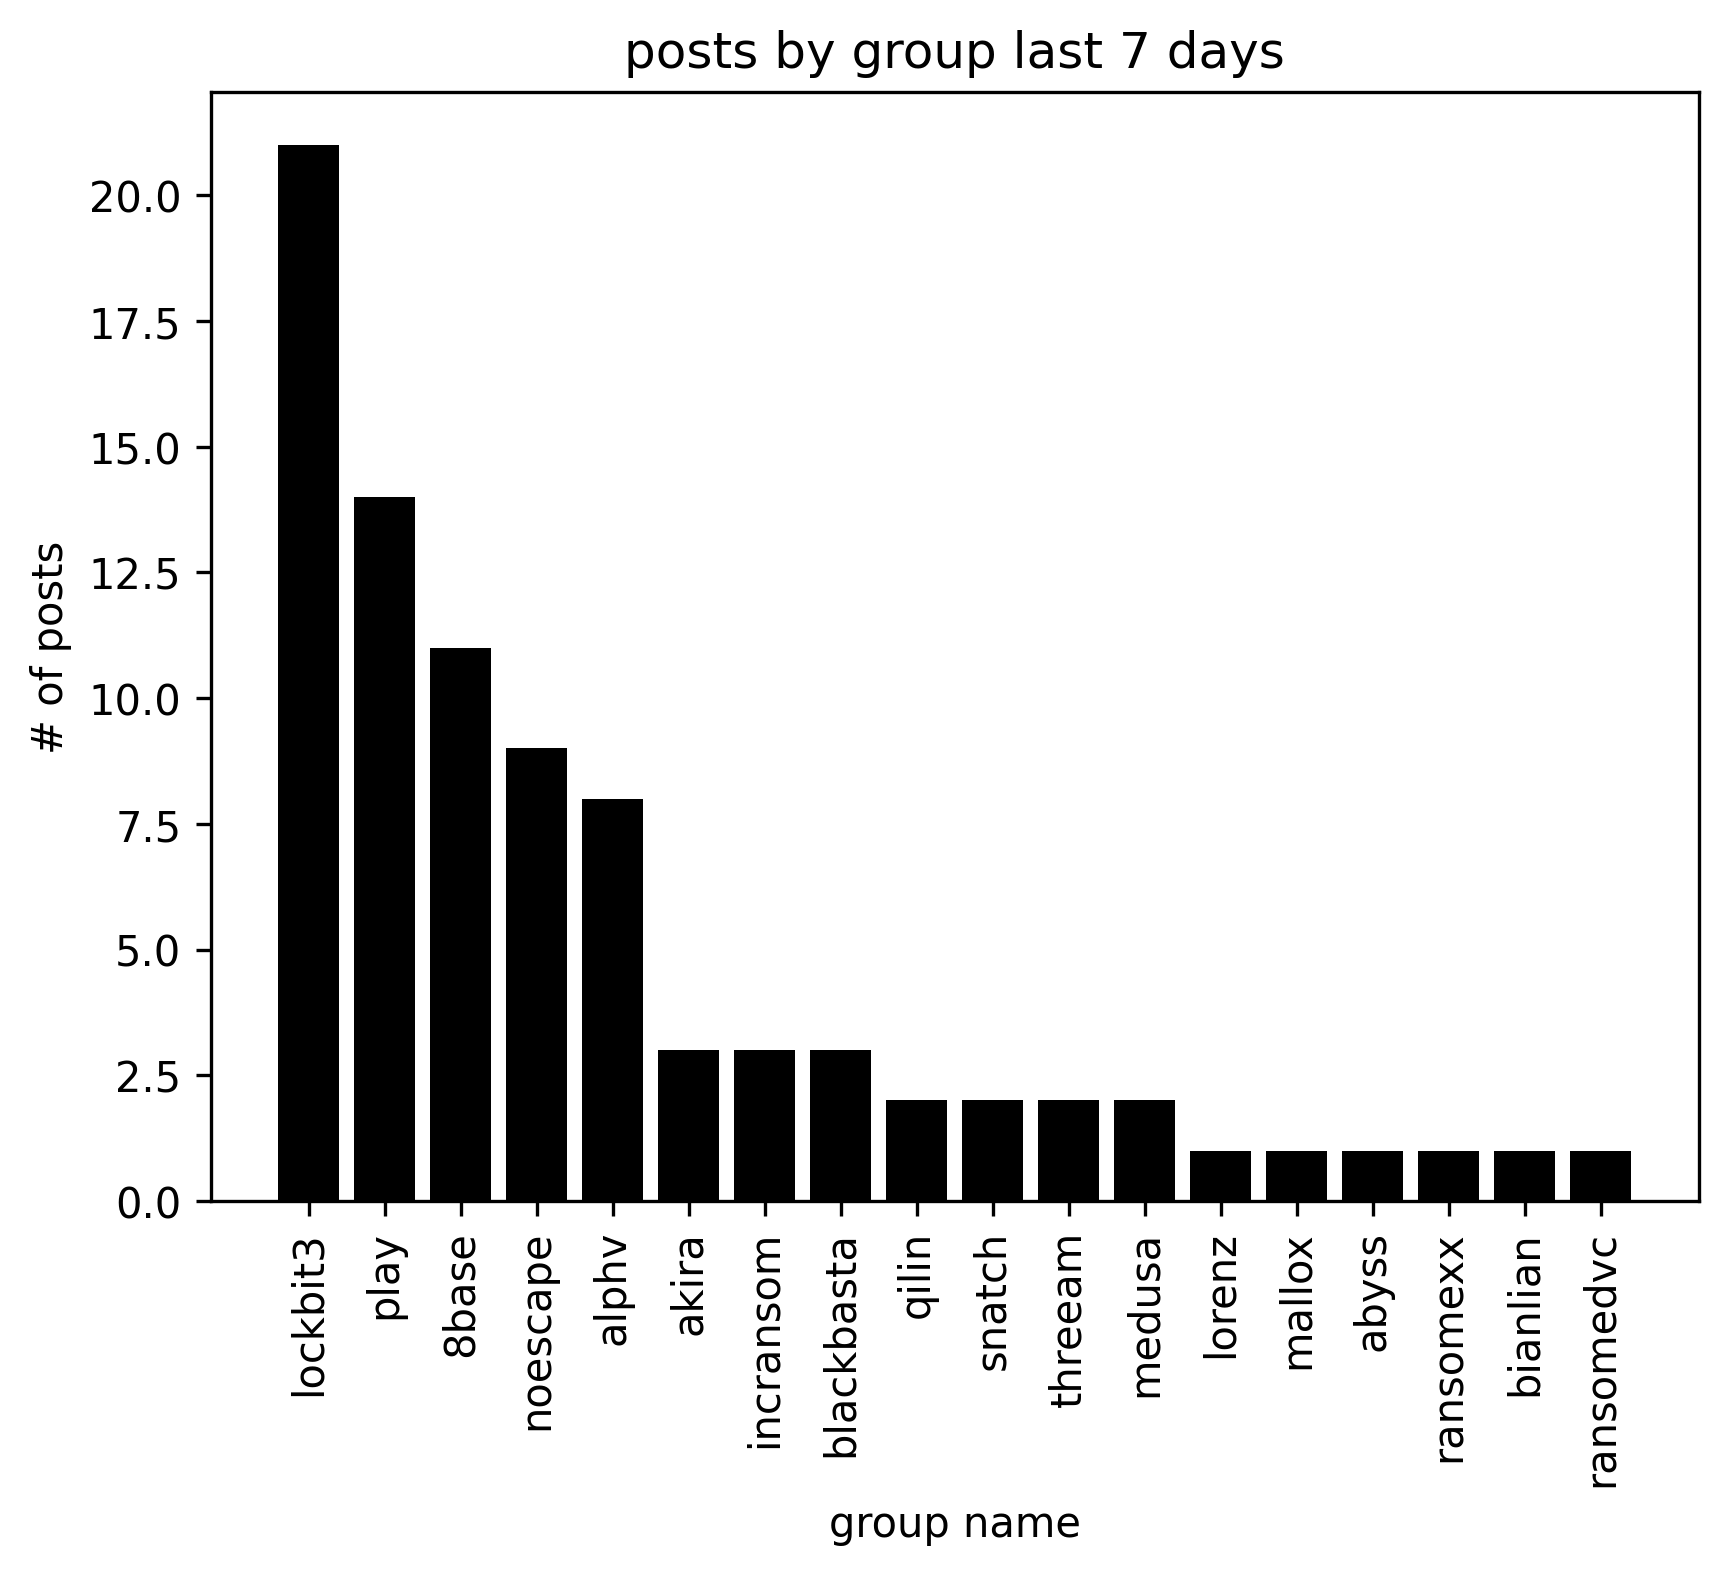 posts by group last 7 days
# of posts
20.0
17.5
15.0
12.5
10.0
7.5
5.0
2.5
0.0
lockbit3
play
8base
noescape
alphv
akira
incransom
blackbasta
qilin
snatch
threeam
medusa
lorenz
mallox
abyss
ransomexx
bianlian
ransomedvc
group name